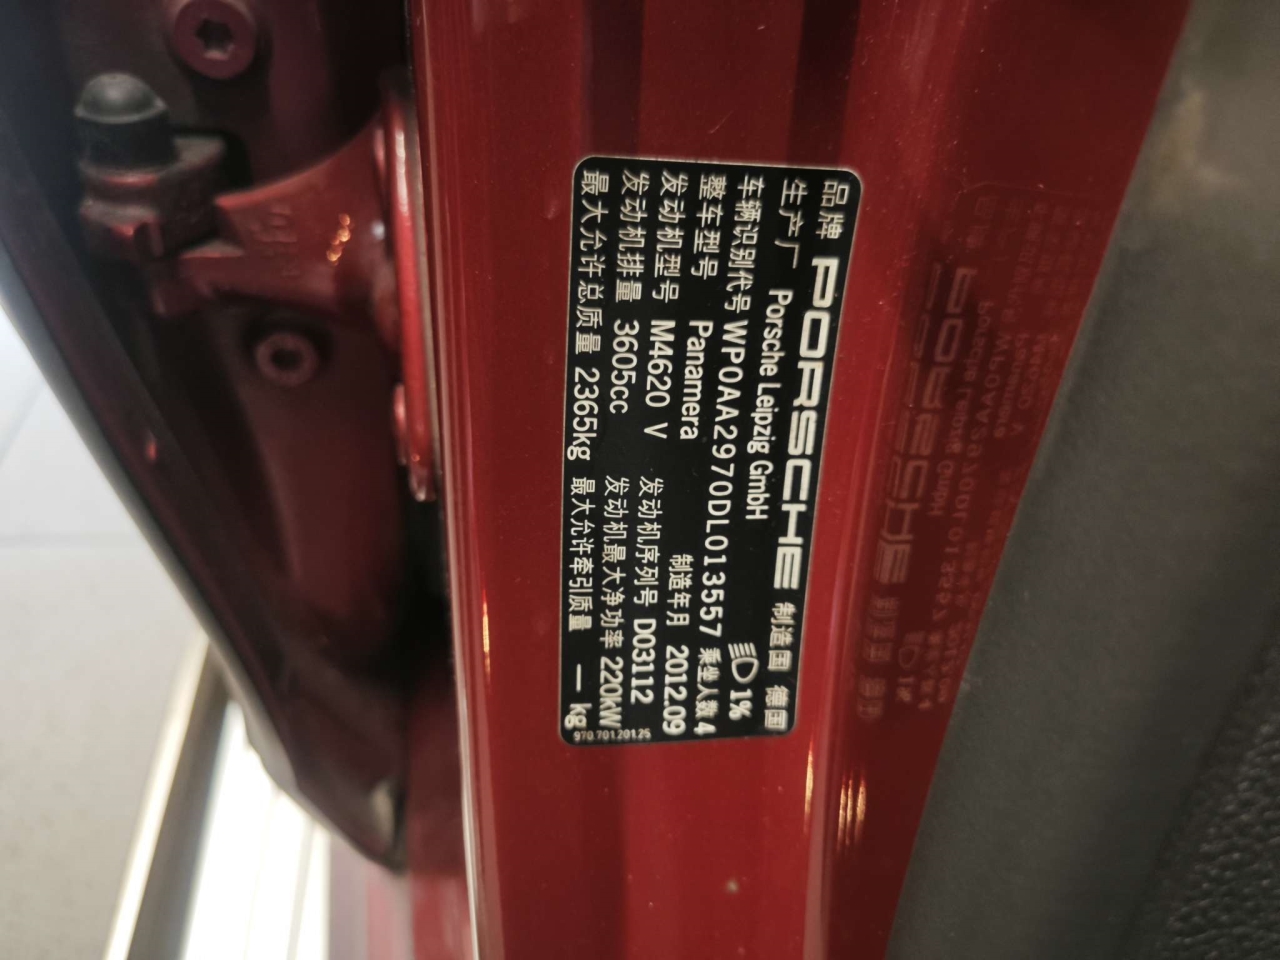 品牌 PORSCHE 制造国 德国
生产厂 Porsche Leipzig GmbH 1%
车辆识别代号 WP0AA2970DL013557 乘坐人数 4
整车型号 Panamera 制造年月 2012.09
发动机型号 M4620 V 发动机序列号 D03112
发动机排量 3605cc 发动机最大净功率 220kW
最大允许总质量 2365kg 最大允许牵引质量 — kg
970.701.201.25